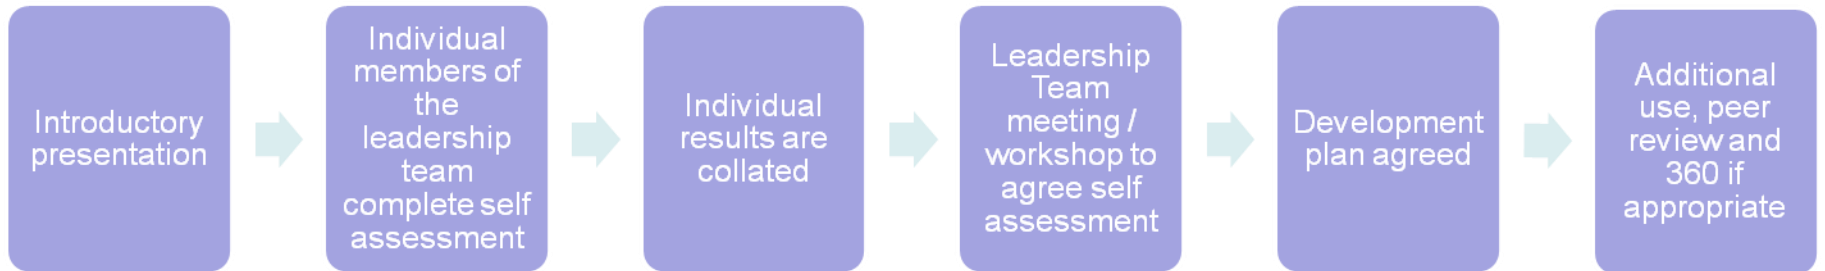 Introductory
presentation
Individual
members of
the
leadership
team
complete self
assessment
Individual
results are
collated
Leadership
Team
meeting /
workshop to
agree self
assessment
Development
plan agreed
Additional
use, peer
review and
360 if
appropriate